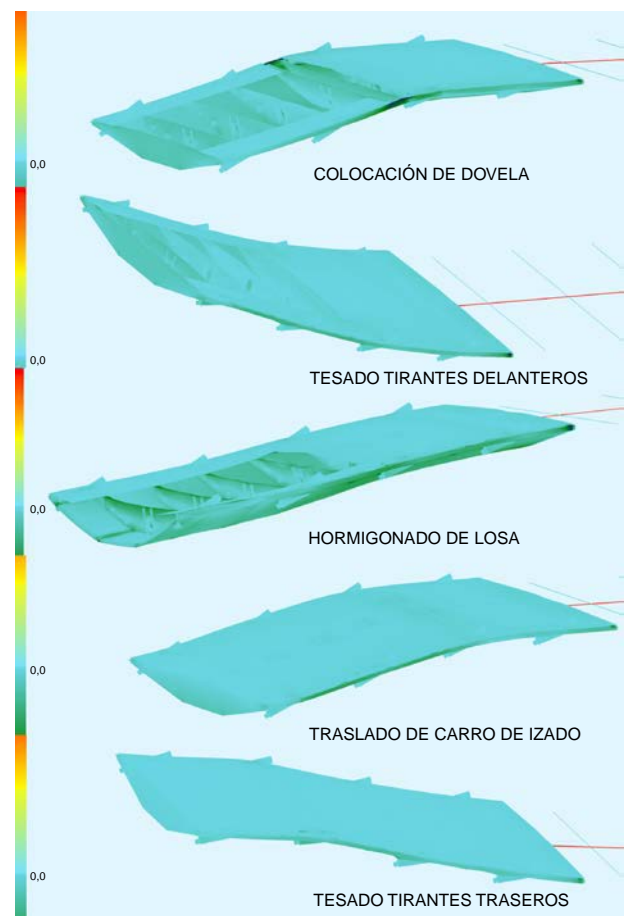 0,0
COLOCACIÓN DE DOVELA
0,0
TESADO TIRANTES DELANTEROS
0,0
HORMIGONADO DE LOSA
0,0
TRASLADO DE CARRO DE IZADO
0,0
TESADO TIRANTES TRASEROS